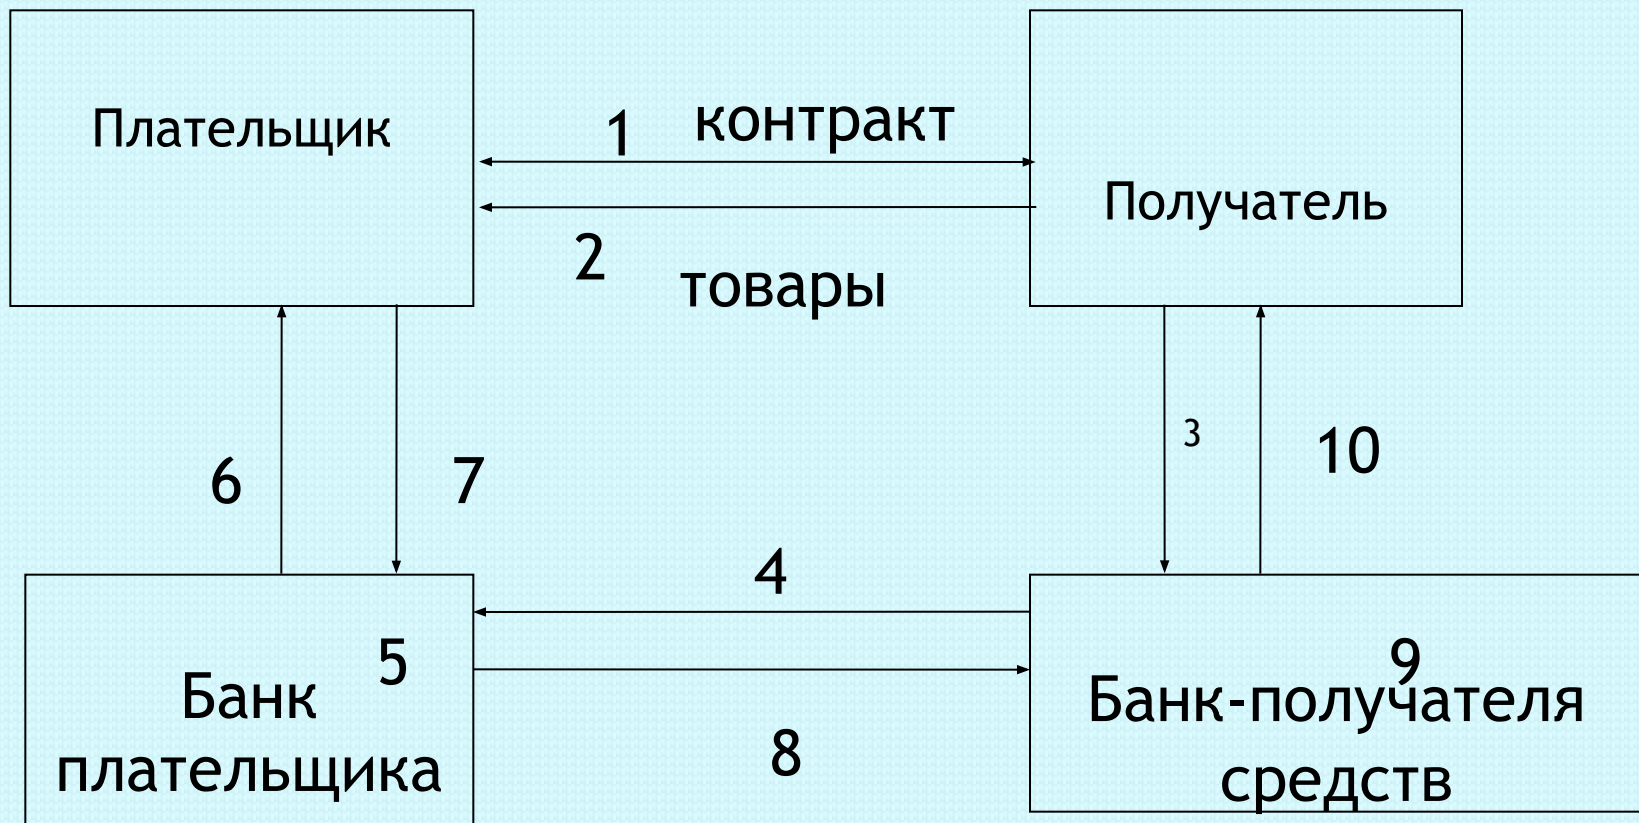 Плательщик
1 контракт
Получатель
2
товары
3
10
6
7
4
5
9
Банк
плательщика
Банк-получателя
средств
8